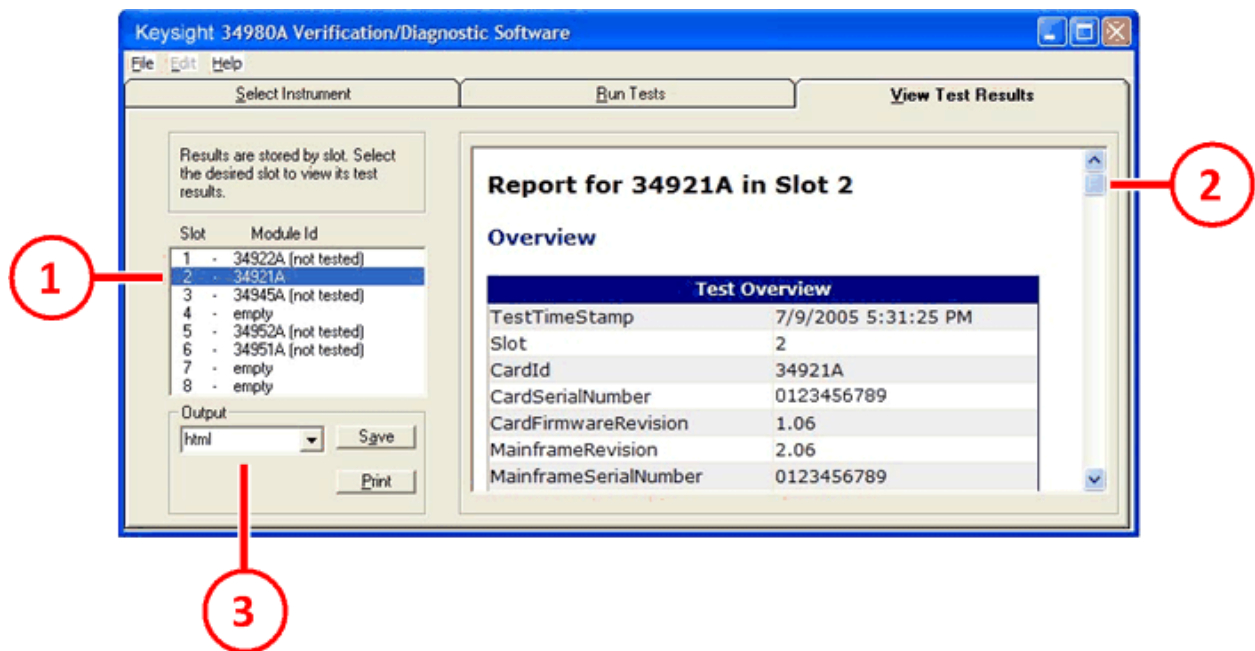 Keysight 34980A Verification/Diagnostic Software
File Edit Help
Select Instrument Run Tests View Test Results
Results are stored by slot. Select
the desired slot to view its test
results.
Slot Module Id
1 - 34922A (not tested)
2 - 34921A
3 - 34945A (not tested)
4 - empty
5 - 34952A (not tested)
6 - 34951A (not tested)
7 - empty
8 - empty
Output
html Save
Print
Report for 34921A in Slot 2
Overview
Test Overview
TestTimeStamp 7/9/2005 5:31:25 PM
Slot 2
CardId 34921A
CardSerialNumber 0123456789
CardFirmwareRevision 1.06
MainframeRevision 2.06
MainframeSerialNumber 0123456789
1
2
3